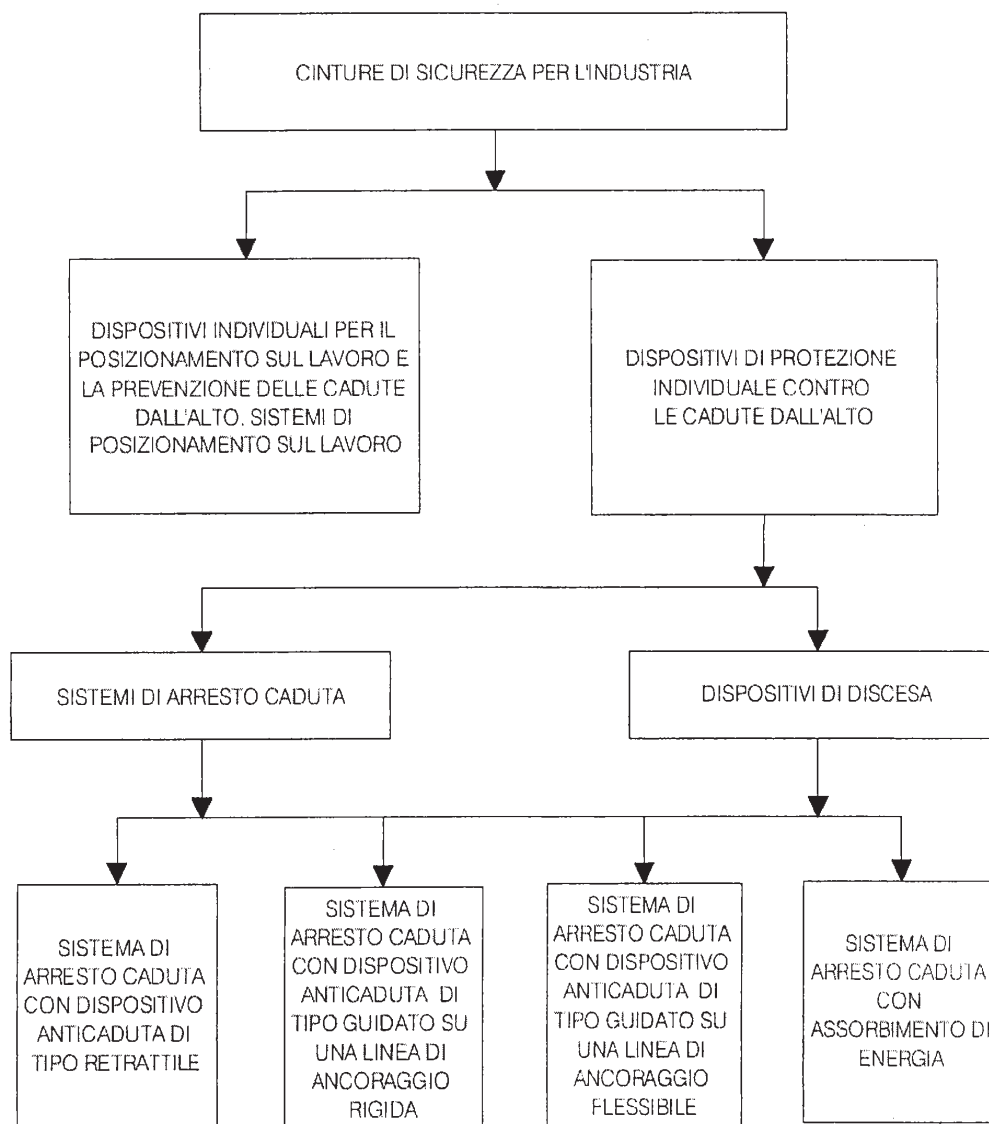 CINTURE DI SICUREZZA PER L'INDUSTRIA
DISPOSITIVI INDIVIDUALI PER IL
POSIZIONAMENTO SUL LAVORO E
LA PREVENZIONE DELLE CADUTE
DALL'ALTO. SISTEMI DI
POSIZIONAMENTO SUL LAVORO
DISPOSITIVI DI PROTEZIONE
INDIVIDUALE CONTRO
LE CADUTE DALL'ALTO
SISTEMI DI ARRESTO CADUTA
DISPOSITIVI DI DISCESA
SISTEMA DI
ARRESTO CADUTA
CON DISPOSITIVO
ANTICADUTA DI
TIPO RETRATTILE
SISTEMA DI
ARRESTO CADUTA
CON DISPOSITIVO
ANTICADUTA DI
TIPO GUIDATO SU
UNA LINEA DI
ANCORAGGIO
RIGIDA
SISTEMA DI
ARRESTO CADUTA
CON DISPOSITIVO
ANTICADUTA DI
TIPO GUIDATO SU
UNA LINEA DI
ANCORAGGIO
FLESSIBILE
SISTEMA DI
ARRESTO CADUTA
CON
ASSORBIMENTO DI
ENERGIA